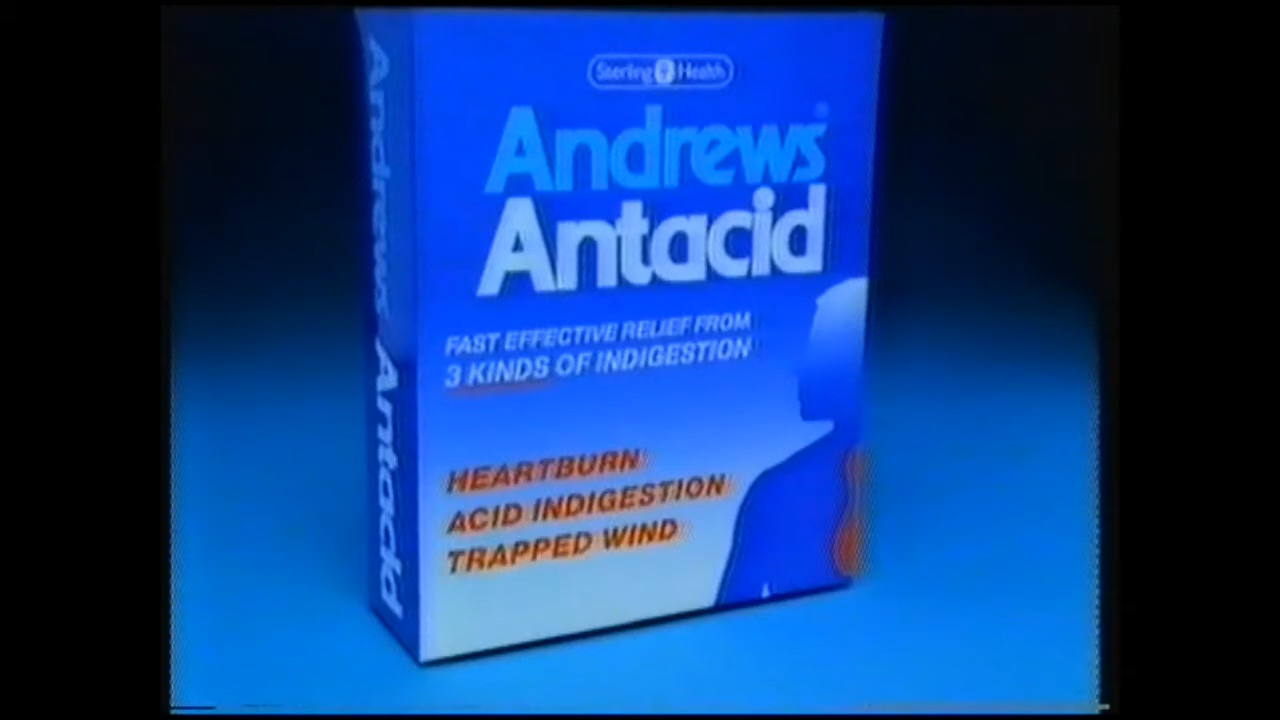 Sterling Health
Andrews®
Antacid
FAST EFFECTIVE RELIEF FROM
3 KINDS OF INDIGESTION
HEARTBURN
ACID INDIGESTION
TRAPPED WIND
Andrews Antacid